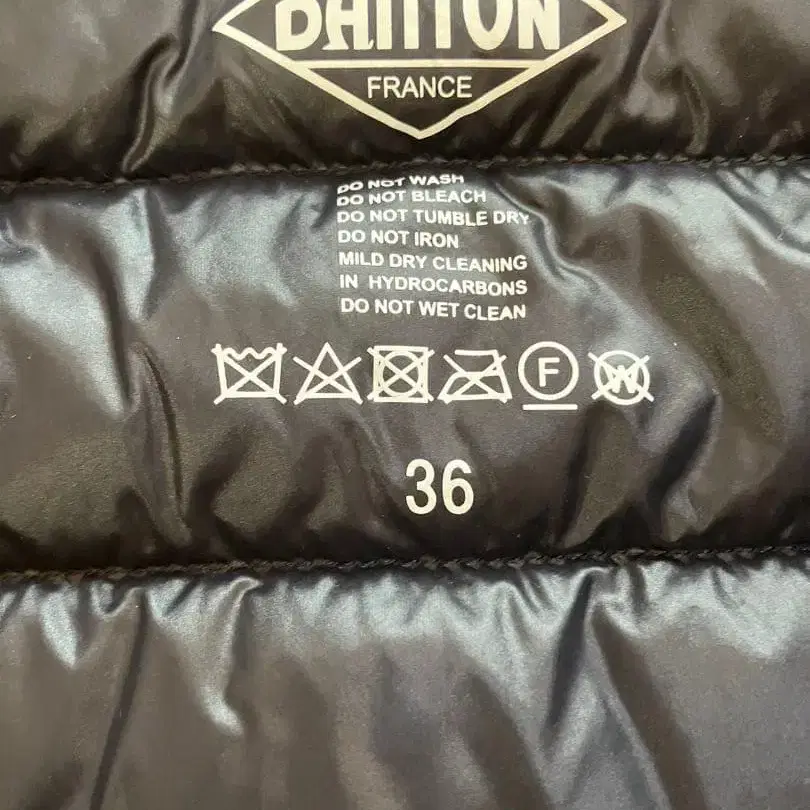 DANTON
FRANCE
DO NOT WASH
DO NOT BLEACH
DO NOT TUMBLE DRY
DO NOT IRON
MILD DRY CLEANING
IN HYDROCARBONS
DO NOT WET CLEAN
F W
36